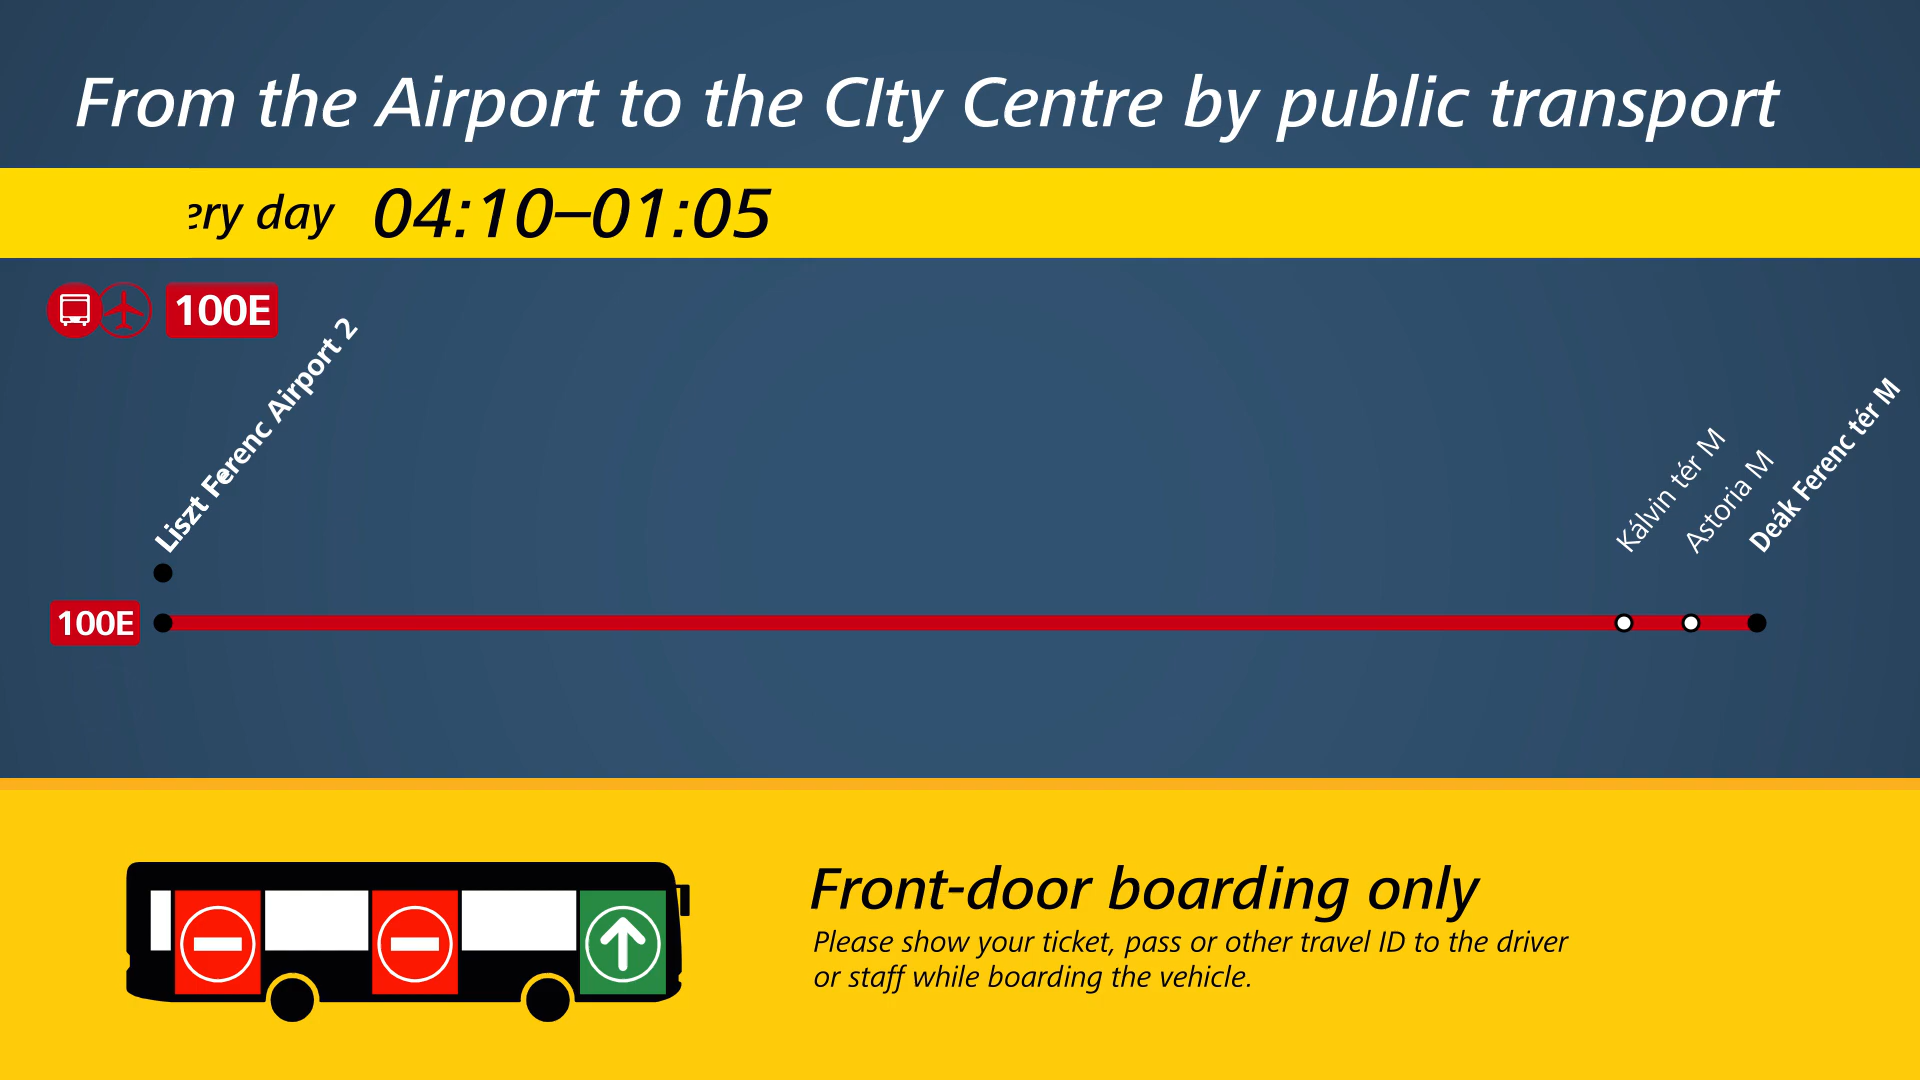 From the Airport to the CIty Centre by public transport
ery day 04:10–01:05
100E
Liszt Ferenc Airport 2
Kálvin tér M
Astoria M
Deák Ferenc tér M
100E
Front-door boarding only
Please show your ticket, pass or other travel ID to the driver
or staff while boarding the vehicle.